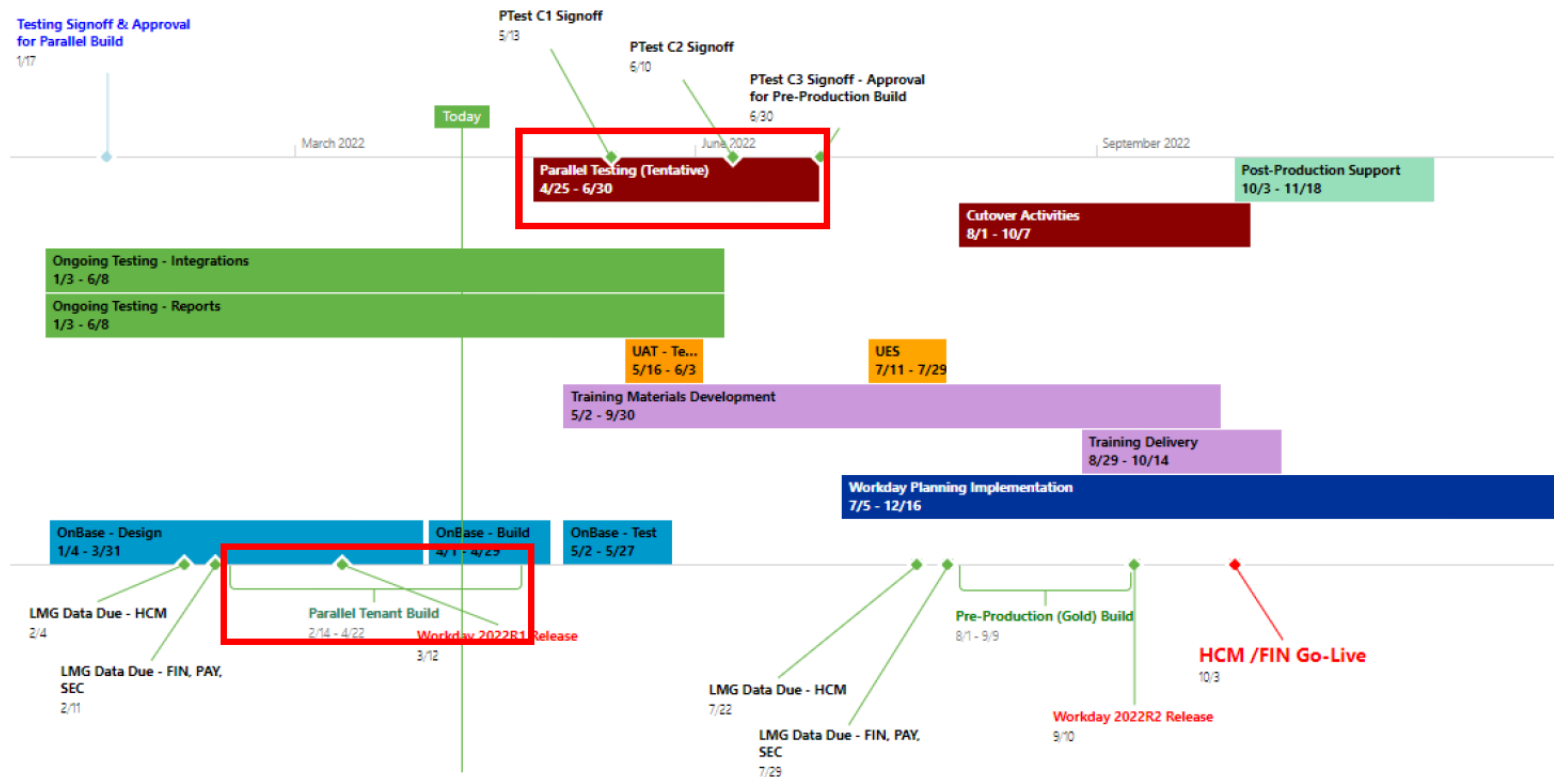 Testing Signoff & Approval
for Parallel Build
1/17
PTest C1 Signoff
5/13
PTest C2 Signoff
6/10
PTest C3 Signoff - Approval
for Pre-Production Build
6/30
Today
March 2022
June 2022
September 2022
Parallel Testing (Tentative)
4/25 - 6/30
Post-Production Support
10/3 - 11/18
Cutover Activities
8/1 - 10/7
Ongoing Testing - Integrations
1/3 - 6/8
Ongoing Testing - Reports
1/3 - 6/8
UAT - Te...
5/16 - 6/3
UES
7/11 - 7/29
Training Materials Development
5/2 - 9/30
Training Delivery
8/29 - 10/14
Workday Planning Implementation
7/5 - 12/16
OnBase - Design
1/4 - 3/31
OnBase - Build
4/1 - 4/29
OnBase - Test
5/2 - 5/27
LMG Data Due - HCM
2/4
LMG Data Due - FIN, PAY,
SEC
2/11
Parallel Tenant Build
2/14 - 4/22
Workday 2022R1 Release
3/12
LMG Data Due - HCM
7/22
LMG Data Due - FIN, PAY,
SEC
7/29
Pre-Production (Gold) Build
8/1 - 9/9
Workday 2022R2 Release
9/10
HCM /FIN Go-Live
10/3